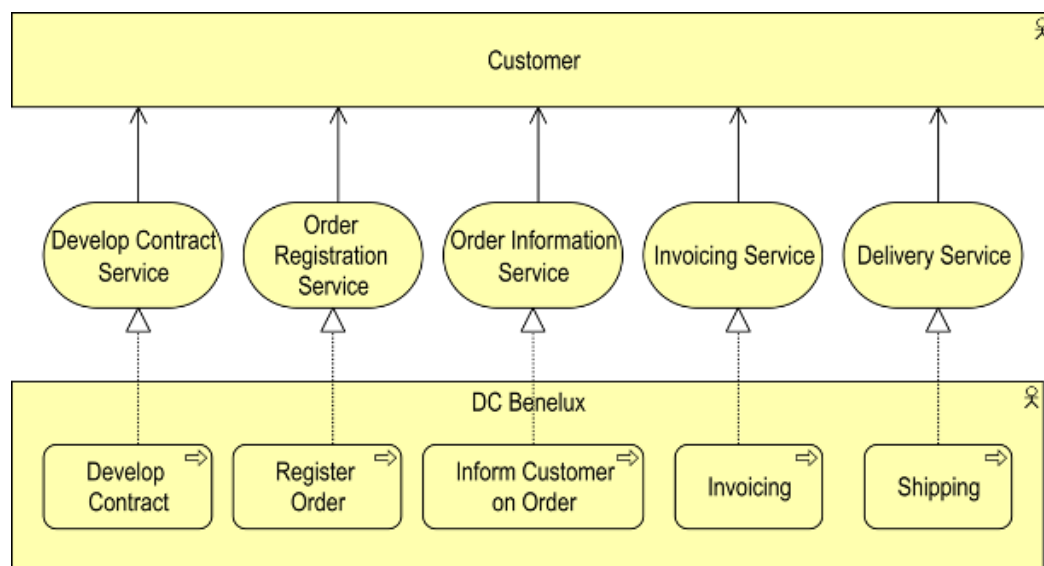 Customer
Develop Contract
Service
Order
Registration
Service
Order Information
Service
Invoicing Service
Delivery Service
DC Benelux
Develop
Contract
Register
Order
Inform Customer
on Order
Invoicing
Shipping